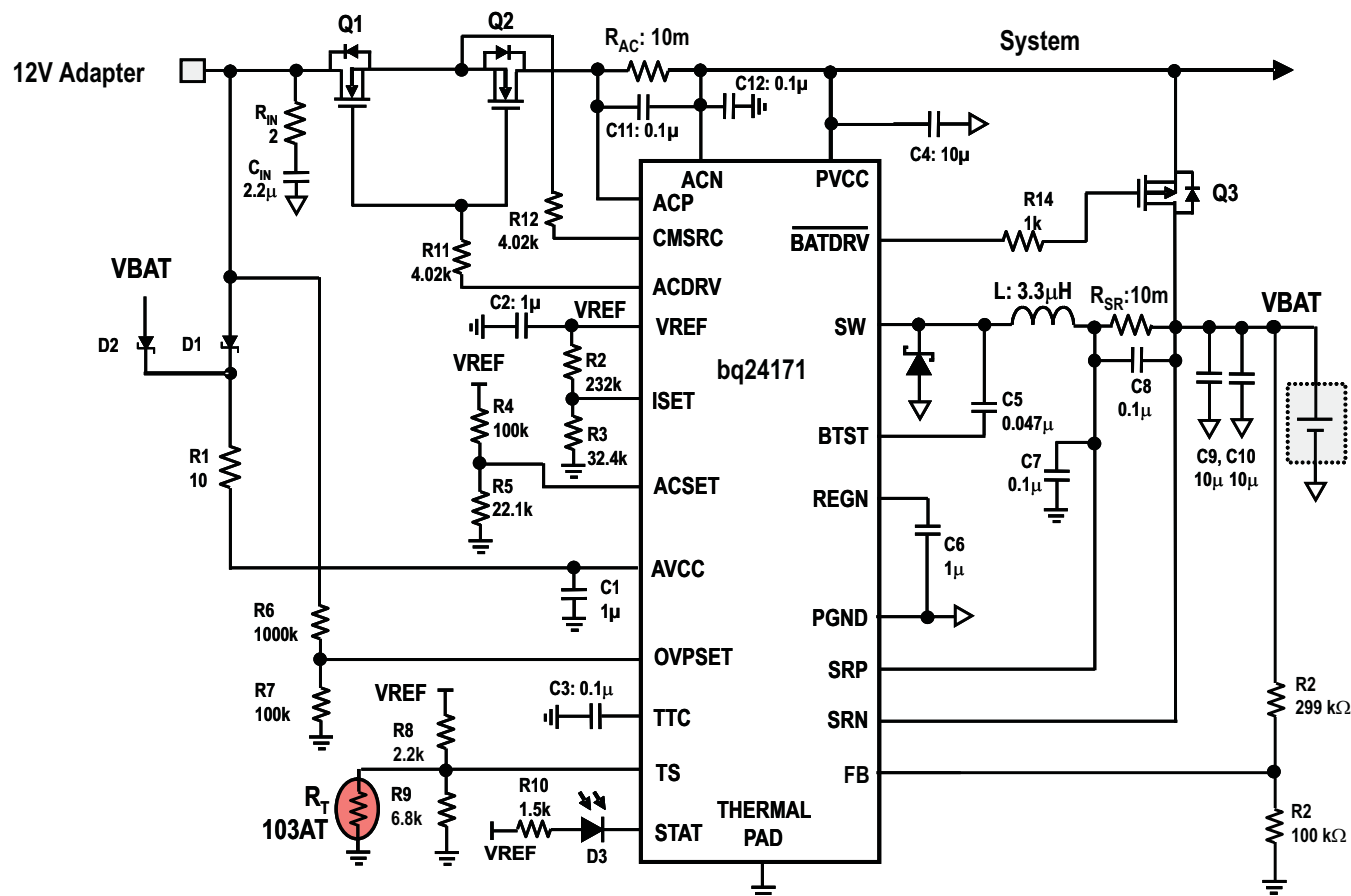 Q1
Q2
R_AC: 10m
System
12V Adapter
R_IN
2
C_IN
2.2µ
C12: 0.1µ
C11: 0.1µ
C4: 10µ
ACN
PVCC
ACP
R12
4.02k
CMSRC
R11
4.02k
ACDRV
BATDRV
R14
1k
Q3
VBAT
D2
D1
C2: 1µ
VREF
VREF
VREF
R2
232k
ISET
R3
32.4k
R4
100k
R5
22.1k
ACSET
bq24171
SW
L: 3.3µH
R_SR:10m
VBAT
C8
0.1µ
C5
0.047µ
BTST
C7
0.1µ
C9, C10
10µ 10µ
REGN
C6
1µ
R1
10
AVCC
C1
1µ
PGND
R6
1000k
OVPSET
SRP
R7
100k
C3: 0.1µ
TTC
SRN
R2
299 kΩ
VREF
R8
2.2k
TS
FB
R_T
103AT
R9
6.8k
R10
1.5k
VREF
D3
STAT
THERMAL
PAD
R2
100 kΩ